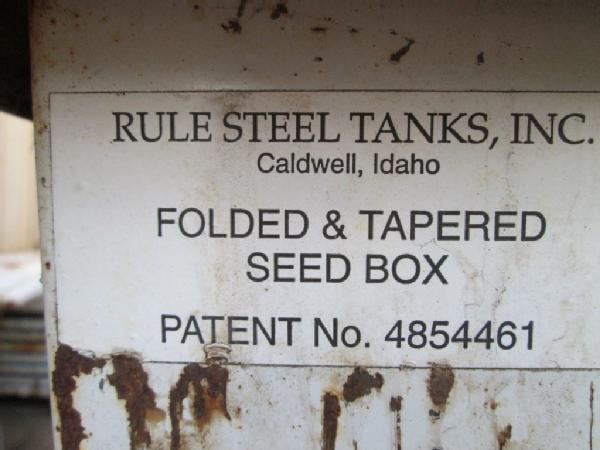 RULE STEEL TANKS, INC.
Caldwell, Idaho
FOLDED & TAPERED
SEED BOX
PATENT No. 4854461